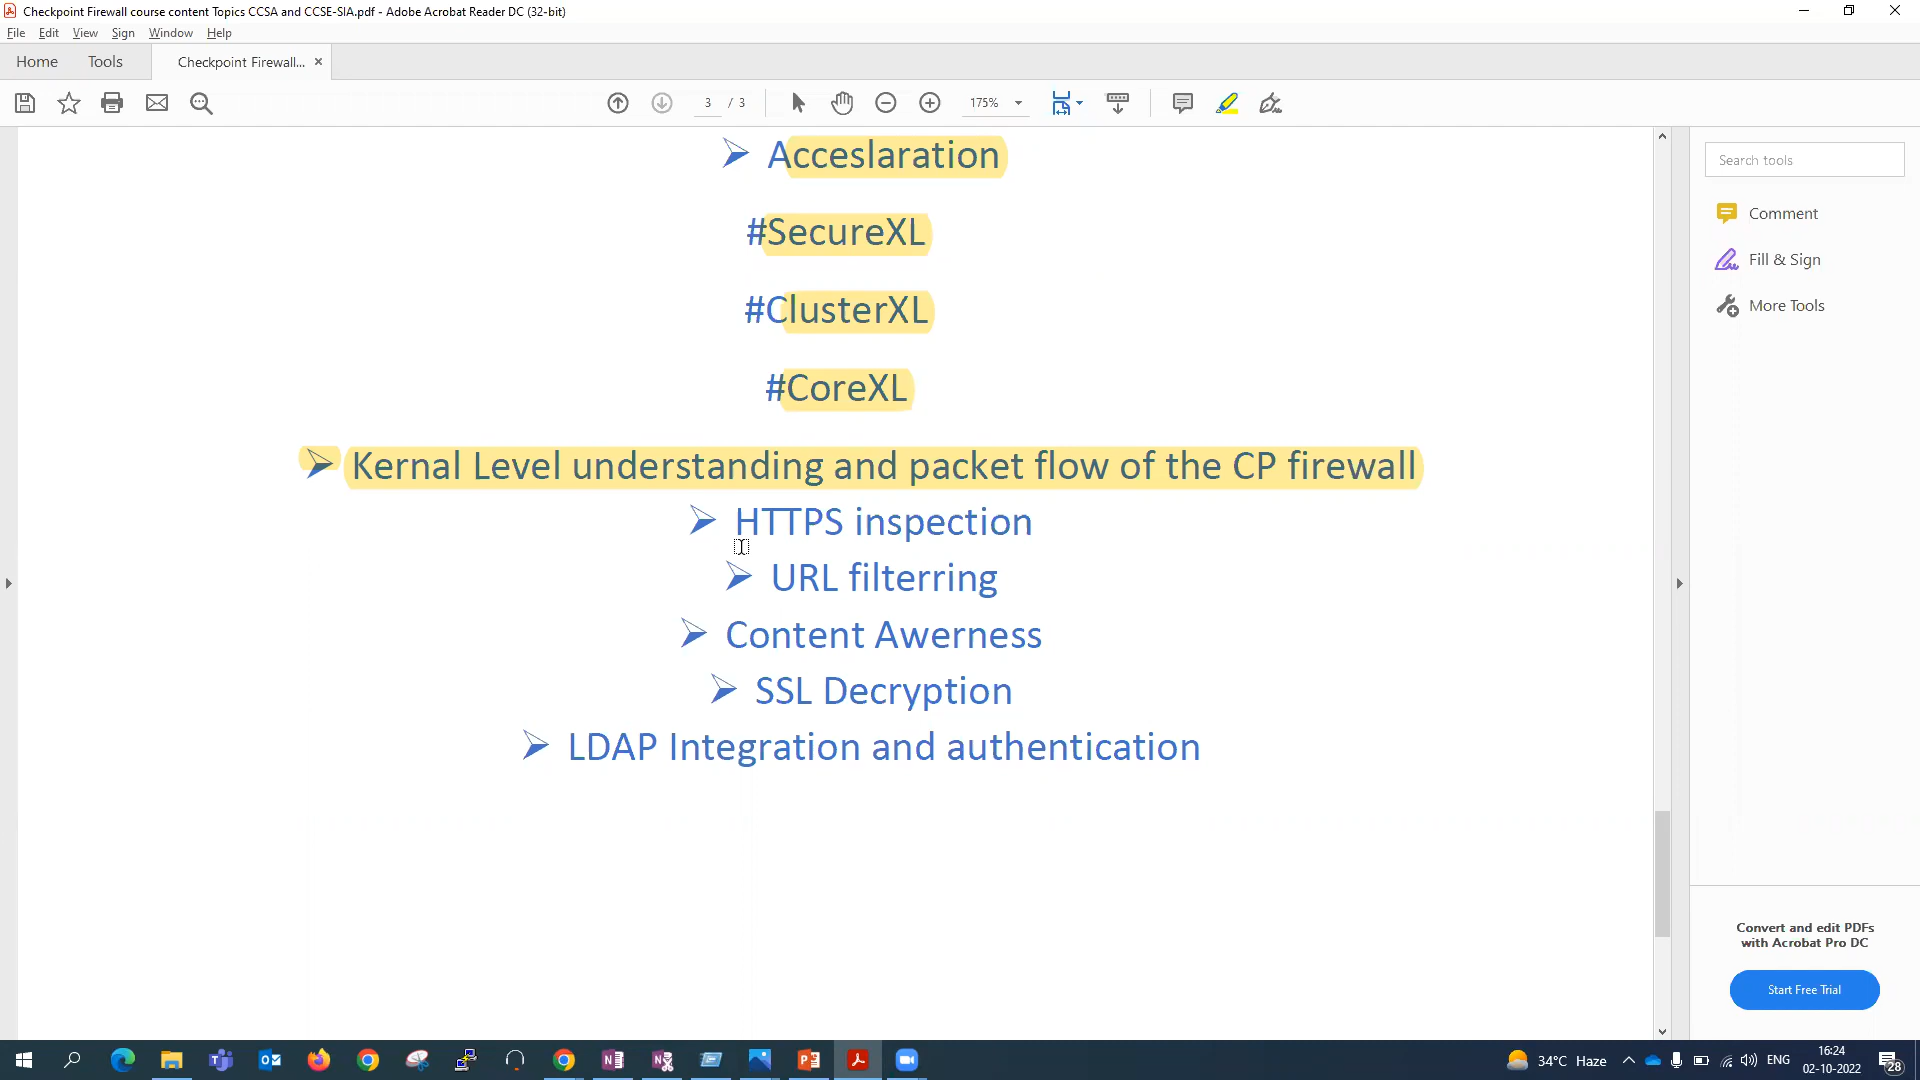 Checkpoint Firewall course content Topics CCSA and CCSE-SIA.pdf - Adobe Acrobat Reader DC (32-bit)
File Edit View Sign Window Help
Home Tools Checkpoint Firewall... ×
3 / 3 175%
Search tools
Comment
Fill & Sign
More Tools
➢ Acceslaration
#SecureXL
#ClusterXL
#CoreXL
➢ Kernal Level understanding and packet flow of the CP firewall
➢ HTTPS inspection
➢ URL filterring
➢ Content Awerness
➢ SSL Decryption
➢ LDAP Integration and authentication
Convert and edit PDFs
with Acrobat Pro DC
Start Free Trial
34°C Haze ENG 16:24
02-10-2022 28